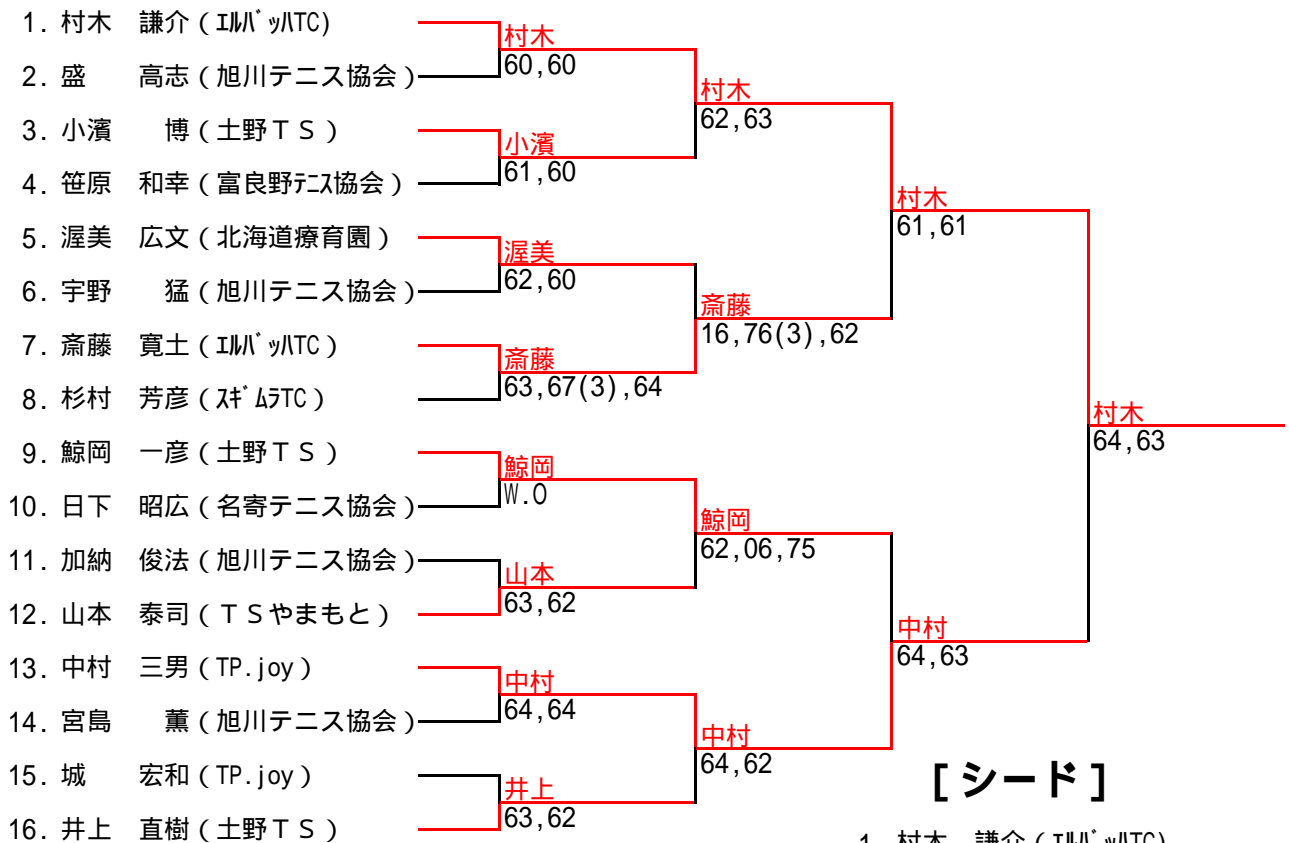 1. 村木　謙介 ( ｴﾙﾊﾞｯﾊTC)
2. 盛　　高志 ( 旭川テニス協会 )
3. 小濱　　博 ( 土野ＴＳ )
4. 笹原　和幸 ( 富良野ﾃﾆｽ協会 )
5. 渥美　広文 ( 北海道療育園 )
6. 宇野　　猛 ( 旭川テニス協会 )
7. 斎藤　寛土 ( ｴﾙﾊﾞｯﾊTC )
8. 杉村　芳彦 ( ｽｷﾞﾑﾗTC )
9. 鯨岡　一彦 ( 土野ＴＳ )
10. 日下　昭広 ( 名寄テニス協会 )
11. 加納　俊法 ( 旭川テニス協会 )
12. 山本　泰司 ( ＴＳやまもと )
13. 中村　三男 ( TP.joy )
14. 宮島　　薫 ( 旭川テニス協会 )
15. 城　　宏和 ( TP.joy )
16. 井上　直樹 ( 土野ＴＳ )
村木
60,60
小濱
61,60
渥美
62,60
斎藤
63,67(3),64
鯨岡
W.O
山本
63,62
中村
64,64
井上
63,62
村木
62,63
斎藤
16,76(3),62
鯨岡
62,06,75
中村
64,62
村木
61,61
中村
64,63
村木
64,63
[ シード ]
1. 村木　謙介 ( ｴﾙﾊﾞｯﾊTC)